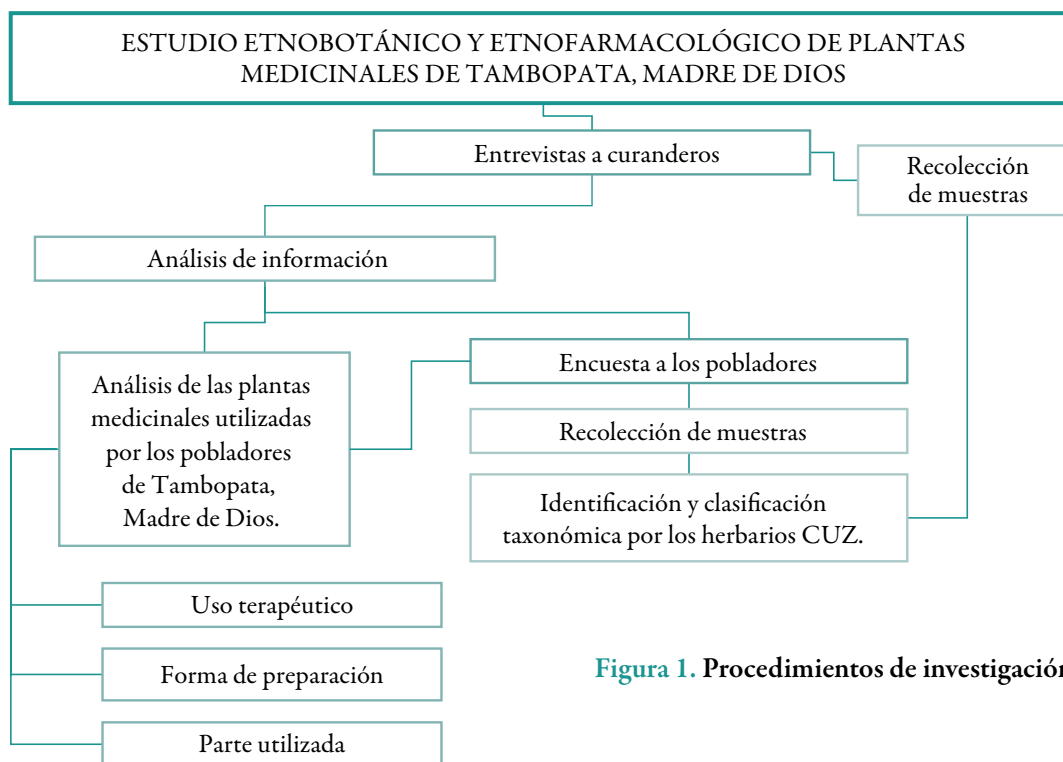 ESTUDIO ETNOBOTÁNICO Y ETNOFARMACOLÓGICO DE PLANTAS
MEDICINALES DE TAMBOPATA, MADRE DE DIOS
Entrevistas a curanderos
Recolección
de muestras
Análisis de información
Análisis de las plantas
medicinales utilizadas
por los pobladores
de Tambopata,
Madre de Dios.
Encuesta a los pobladores
Recolección de muestras
Identificación y clasificación
taxonómica por los herbarios CUZ.
Uso terapéutico
Forma de preparación
Parte utilizada
Figura 1. Procedimientos de investigación